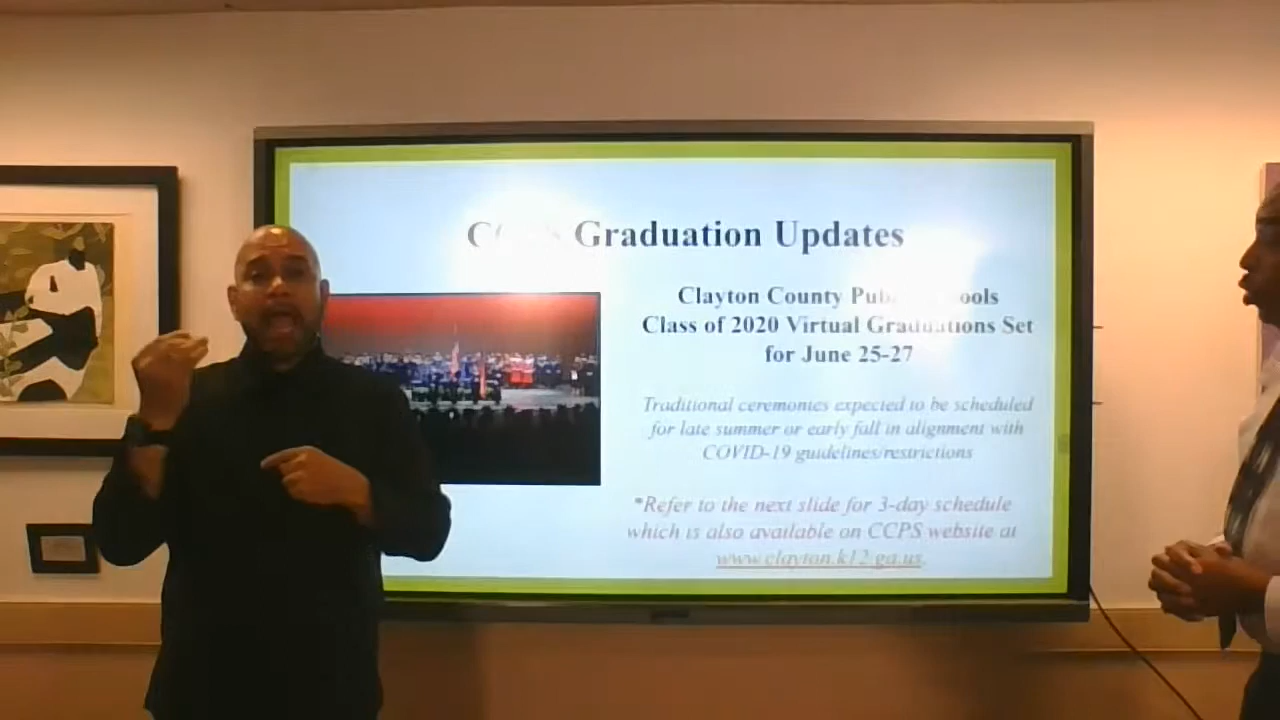 Graduation Updates
Clayton County Public Schools
Class of 2020 Virtual Graduations Set
for June 25-27
Traditional ceremonies expected to be scheduled
for late summer or early fall in alignment with
COVID-19 guidelines/restrictions
*Refer to the next slide for 3-day schedule
which is also available on CCPS website at
www.clayton.k12.ga.us.